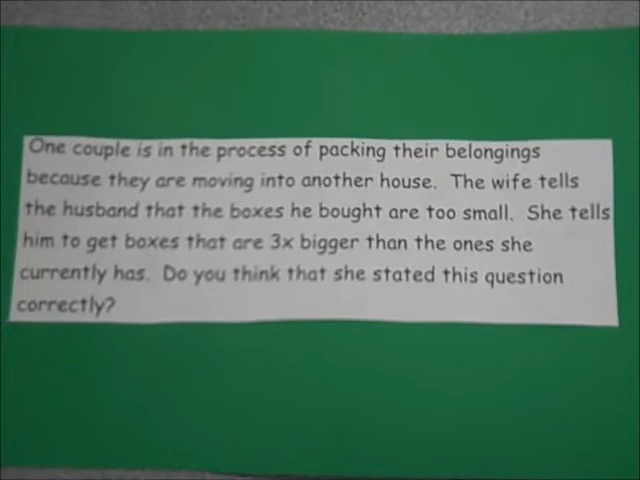 One couple is in the process of packing their belongings
because they are moving into another house. The wife tells
the husband that the boxes he bought are too small. She tells
him to get boxes that are 3x bigger than the ones she
currently has. Do you think that she stated this question
correctly?